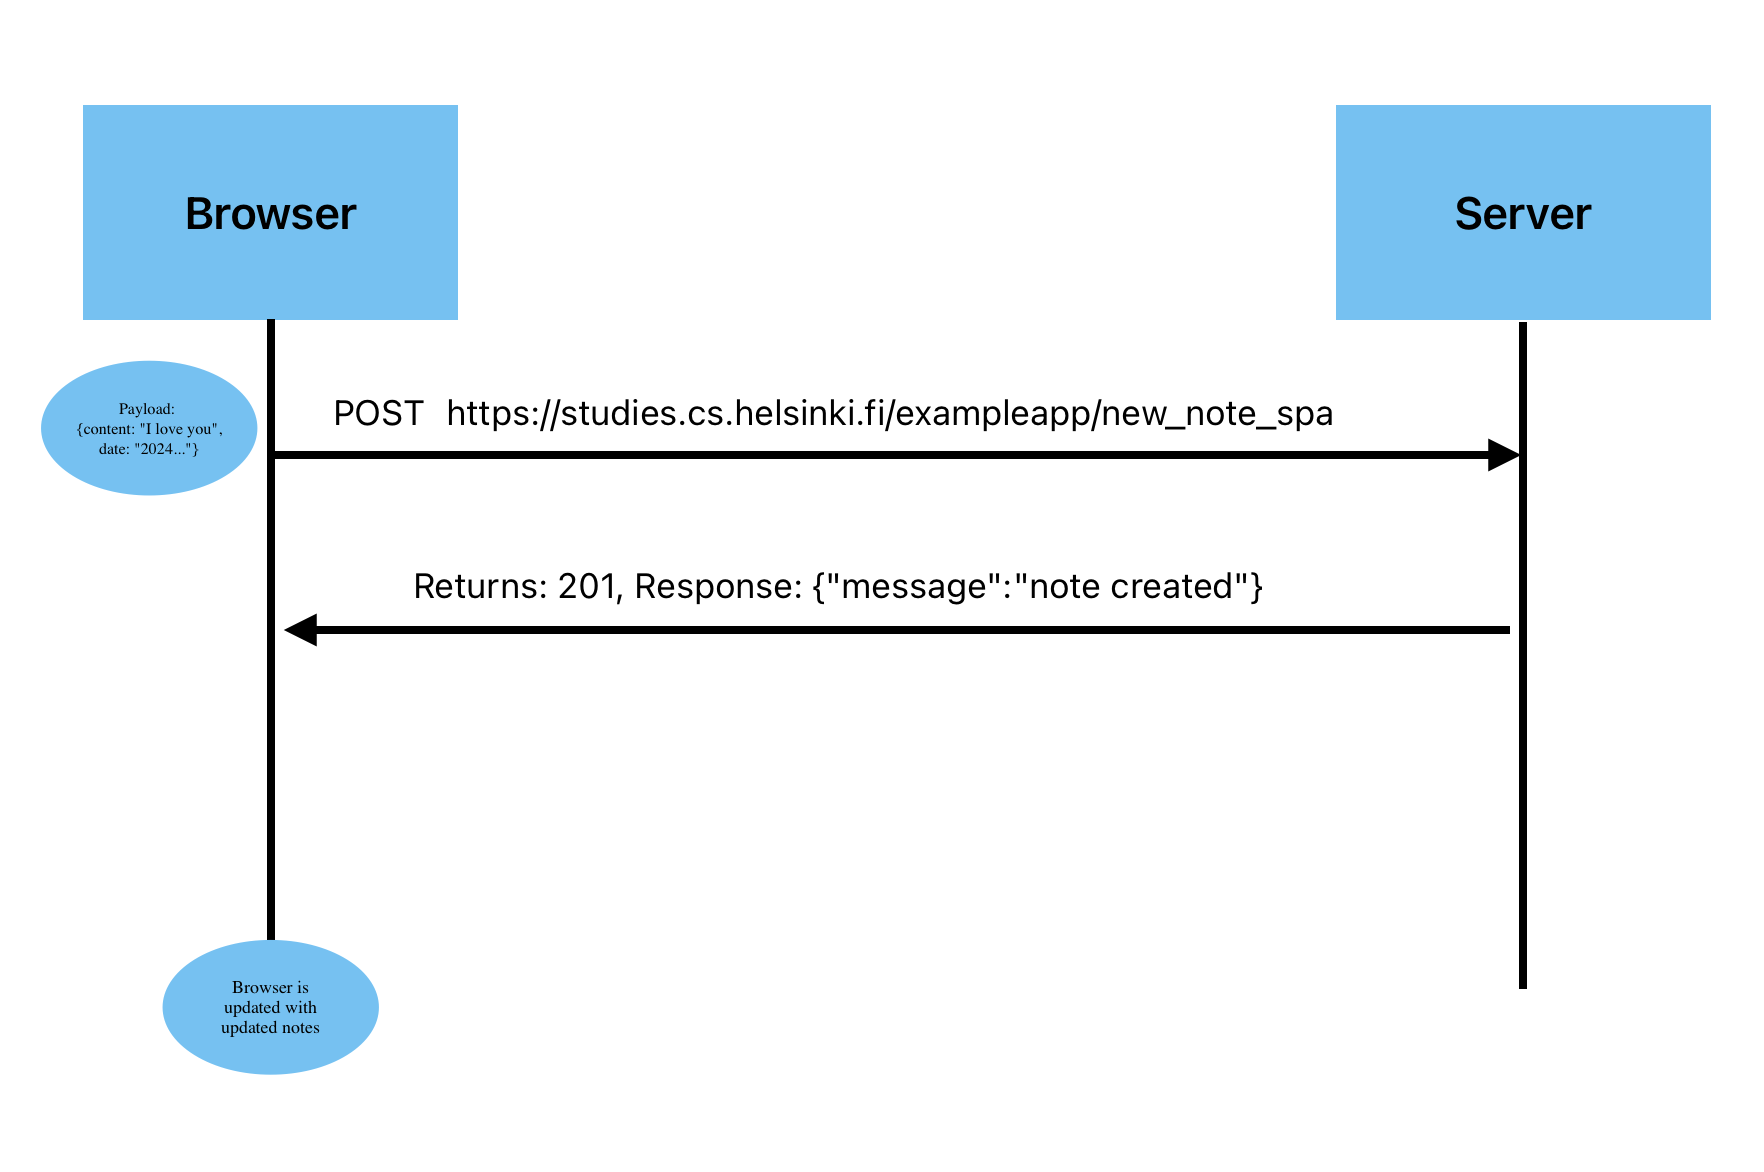 Browser
Server
Payload:
{content: "I love you",
date: "2024..."}
POST  https://studies.cs.helsinki.fi/exampleapp/new_note_spa
Returns: 201, Response: {"message":"note created"}
Browser is
updated with
updated notes